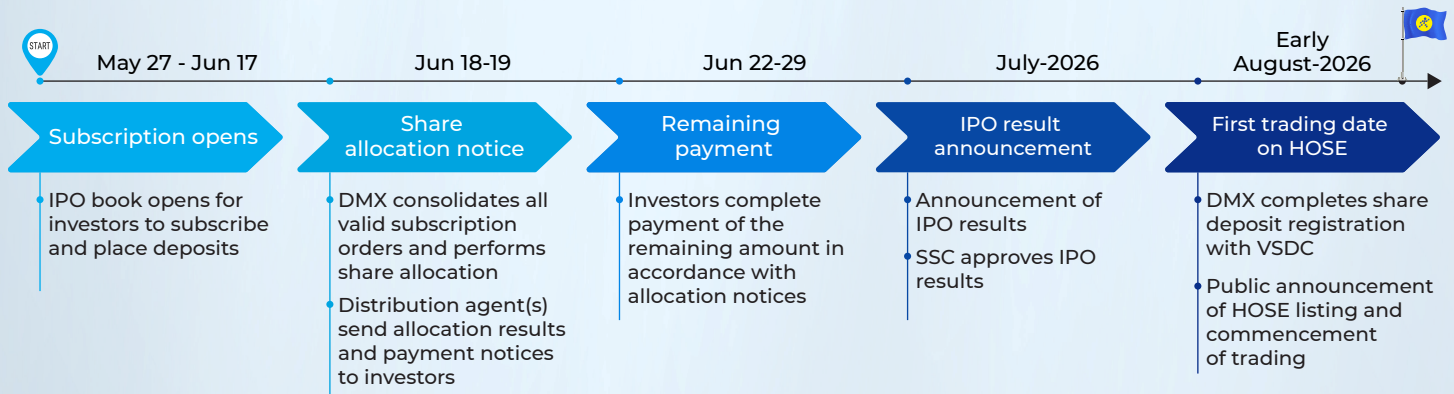 START
May 27 - Jun 17
Jun 18-19
Jun 22-29
July-2026
Early
August-2026
Subscription opens
Share
allocation notice
Remaining
payment
IPO result
announcement
First trading date
on HOSE
IPO book opens for
investors to subscribe
and place deposits
DMX consolidates all
valid subscription
orders and performs
share allocation
Distribution agent(s)
send allocation results
and payment notices
to investors
Investors complete
payment of the
remaining amount in
accordance with
allocation notices
Announcement of
IPO results
SSC approves IPO
results
DMX completes share
deposit registration
with VSDC
Public announcement
of HOSE listing and
commencement
of trading